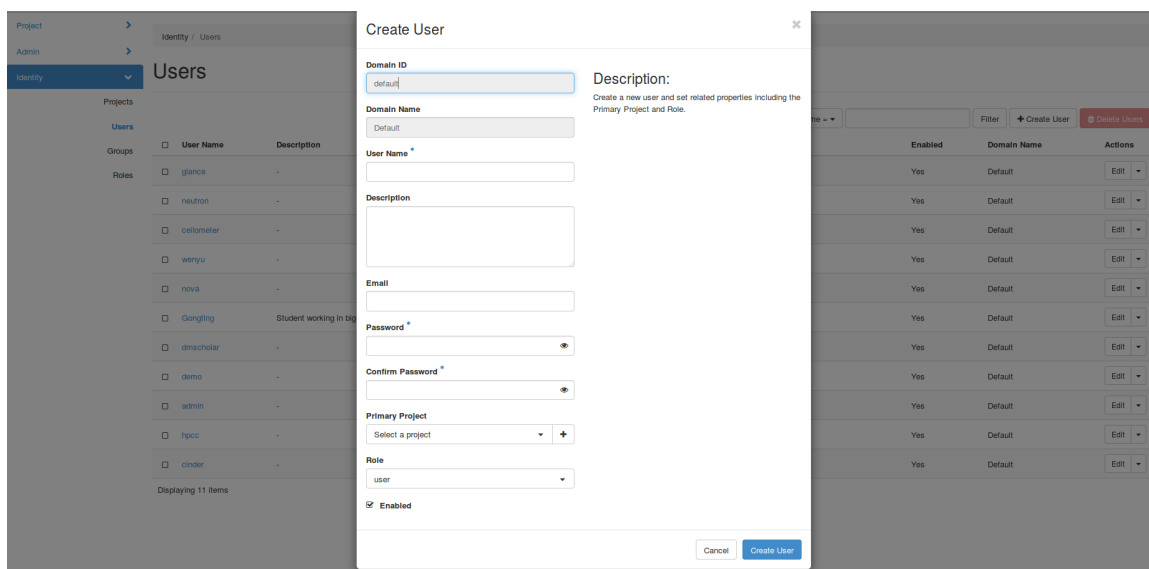 Project
Admin
Identity
Projects
Users
Groups
Roles
Identity / Users
Users
me =
Filter
+ Create User
Delete Users
User Name Description Enabled Domain Name Actions
glance - Yes Default Edit
neutron - Yes Default Edit
ceilometer - Yes Default Edit
wenyu - Yes Default Edit
nova - Yes Default Edit
Gongting Student working in big Yes Default Edit
dmscholar - Yes Default Edit
demo - Yes Default Edit
admin - Yes Default Edit
hpcc - Yes Default Edit
cinder - Yes Default Edit
Displaying 11 items
Create User
×
Domain ID
default
Domain Name
Default
User Name *
Description
Email
Password *
Confirm Password *
Primary Project
Select a project
+
Role
user
Enabled
Description:
Create a new user and set related properties including the
Primary Project and Role.
Cancel
Create User